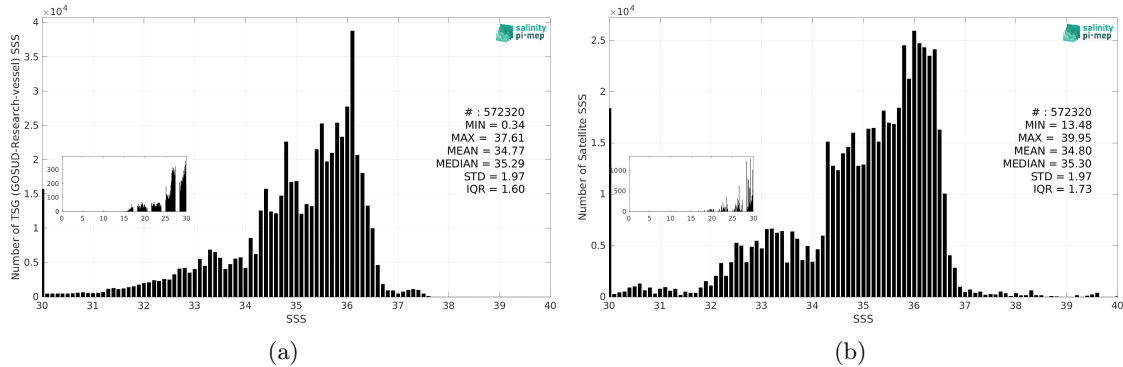 ×10⁴
Number of TSG (GOSUD-Research-vessel) SSS
4
3.5
3
2.5
2
1.5
1
0.5
0
salinity
pi-mep
# : 572320
MIN = 0.34
MAX = 37.61
MEAN = 34.77
MEDIAN = 35.29
STD = 1.97
IQR = 1.60
300
200
100
0
0 5 10 15 20 25 30
30 31 32 33 34 35 36 37 38 39 40
SSS
(a)
×10⁴
Number of Satellite SSS
2.5
2
1.5
1
0.5
0
salinity
pi-mep
# : 572320
MIN = 13.48
MAX = 39.95
MEAN = 34.80
MEDIAN = 35.30
STD = 1.97
IQR = 1.73
1000
500
0
0 5 10 15 20 25 30
30 31 32 33 34 35 36 37 38 39 40
SSS
(b)